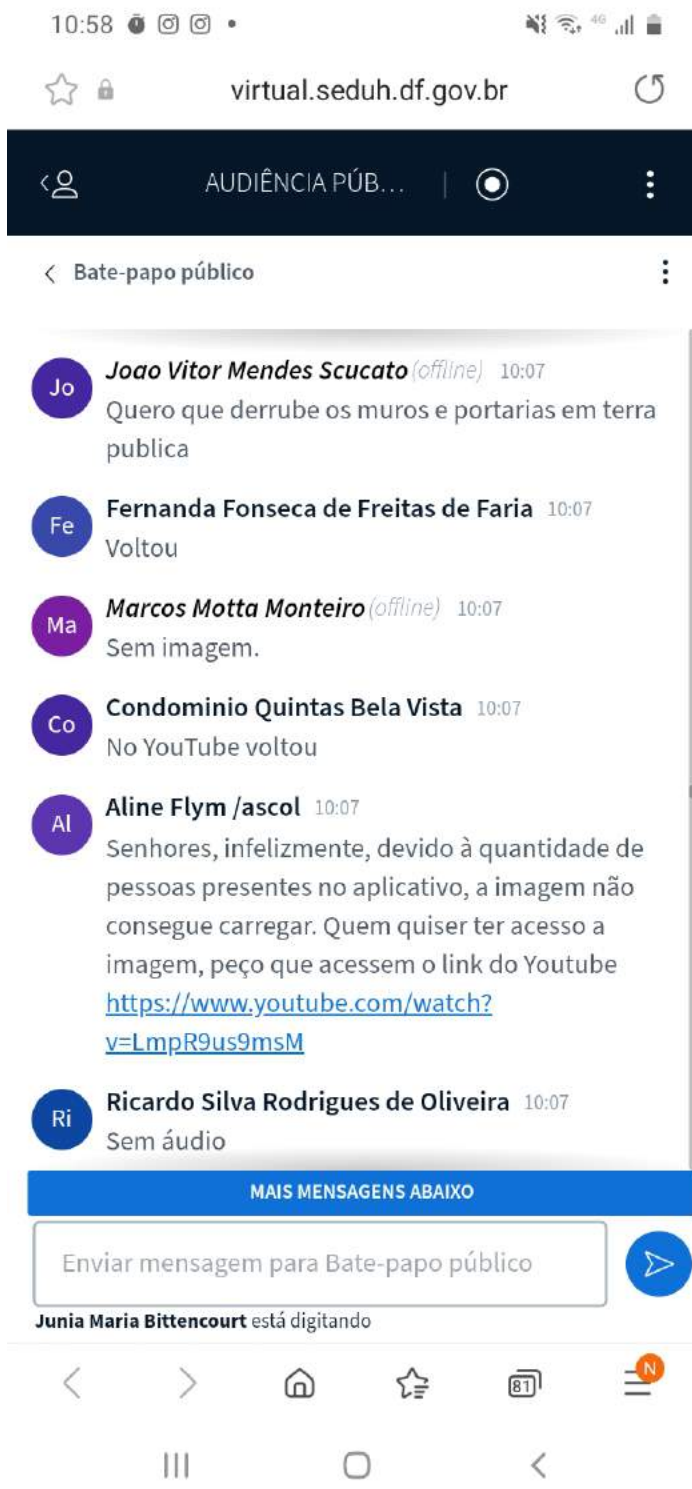 10:58
4G
virtual.seduh.df.gov.br
AUDIÊNCIA PÚB...
Bate-papo público
Jo
Joao Vitor Mendes Scucato (offline) 10:07
Quero que derrube os muros e portarias em terra
publica
Fe
Fernanda Fonseca de Freitas de Faria 10:07
Voltou
Ma
Marcos Motta Monteiro (offline) 10:07
Sem imagem.
Co
Condominio Quintas Bela Vista 10:07
No YouTube voltou
Al
Aline Flym /ascol 10:07
Senhores, infelizmente, devido à quantidade de
pessoas presentes no aplicativo, a imagem não
consegue carregar. Quem quiser ter acesso a
imagem, peço que acessem o link do Youtube
https://www.youtube.com/watch?
v=LmpR9us9msM
Ri
Ricardo Silva Rodrigues de Oliveira 10:07
Sem áudio
MAIS MENSAGENS ABAIXO
Enviar mensagem para Bate-papo público
Junia Maria Bittencourt está digitando
81
N